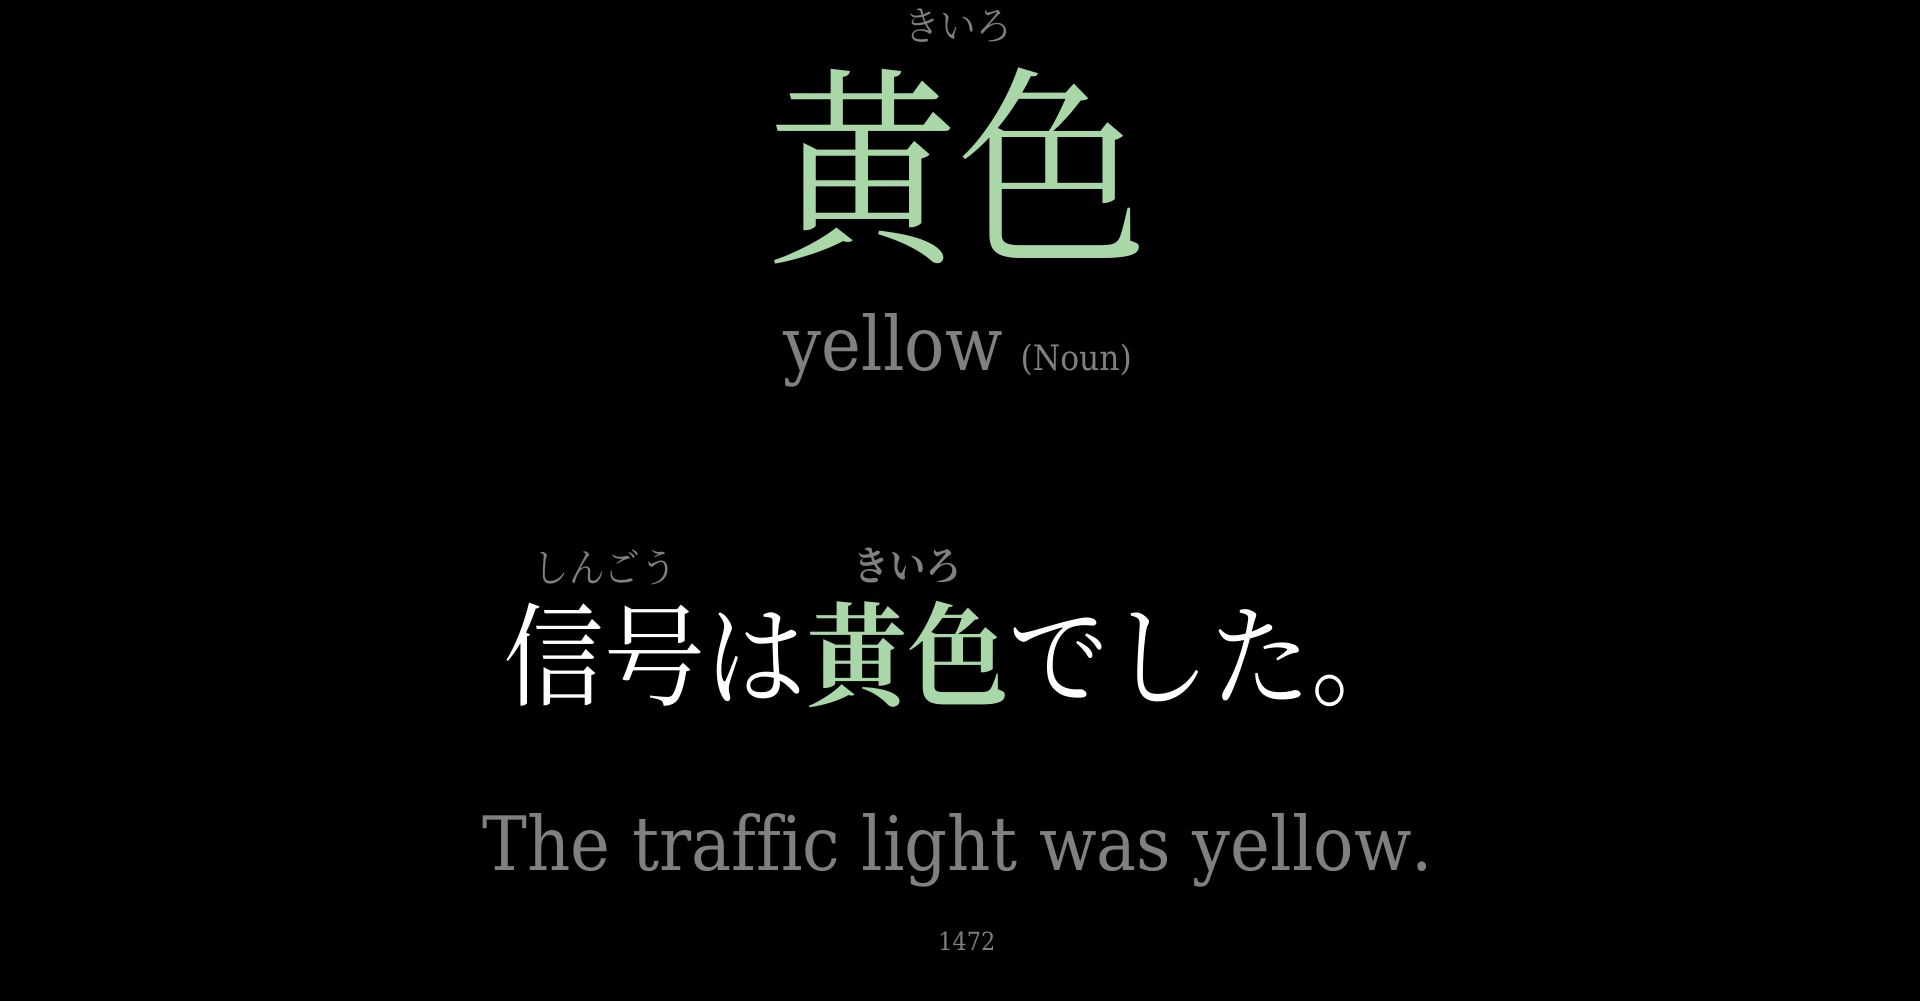 きいろ
黄色
yellow (Noun)
しんごう きいろ
信号は黄色でした。
The traffic light was yellow.
1472